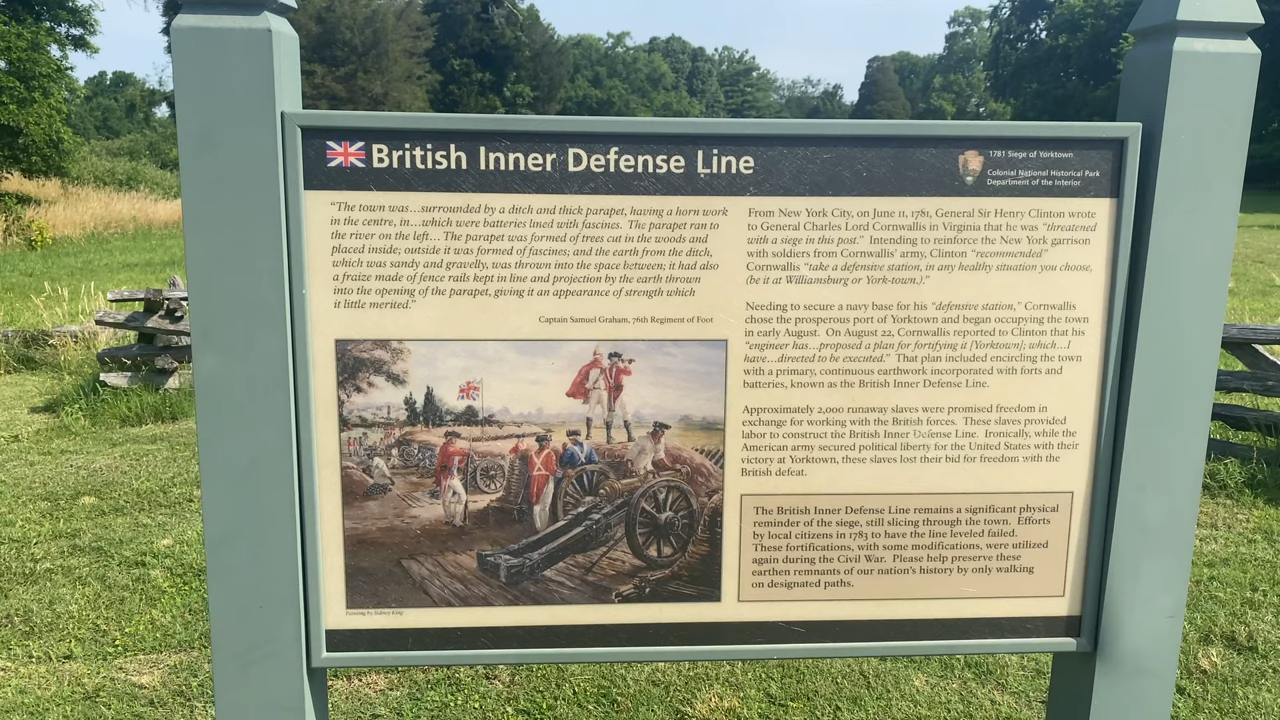 British Inner Defense Line
1781 Siege of Yorktown
Colonial National Historical Park
Department of the Interior
“The town was…surrounded by a ditch and thick parapet, having a horn work
in the centre, in…which were batteries lined with fascines. The parapet ran to
the river on the left… The parapet was formed of trees cut in the woods and
placed inside; outside it was formed of fascines; and the earth from the ditch,
which was sandy and gravelly, was thrown into the space between; it had also
a fraize made of fence rails kept in line and projection by the earth thrown
into the opening of the parapet, giving it an appearance of strength which
it little merited.”
Captain Samuel Graham, 76th Regiment of Foot
Painting by Sidney King
From New York City, on June 11, 1781, General Sir Henry Clinton wrote
to General Charles Lord Cornwallis in Virginia that he was “threatened
with a siege in this post.” Intending to reinforce the New York garrison
with soldiers from Cornwallis’ army, Clinton “recommended”
Cornwallis “take a defensive station, in any healthy situation you choose,
(be it at Williamsburg or York-town.).”
Needing to secure a navy base for his “defensive station,” Cornwallis
chose the prosperous port of Yorktown and began occupying the town
in early August. On August 22, Cornwallis reported to Clinton that his
“engineer has…proposed a plan for fortifying it [Yorktown]; which…I
have…directed to be executed.” That plan included encircling the town
with a primary, continuous earthwork incorporated with forts and
batteries, known as the British Inner Defense Line.
Approximately 2,000 runaway slaves were promised freedom in
exchange for working with the British forces. These slaves provided
labor to construct the British Inner Defense Line. Ironically, while the
American army secured political liberty for the United States with their
victory at Yorktown, these slaves lost their bid for freedom with the
British defeat.
The British Inner Defense Line remains a significant physical
reminder of the siege, still slicing through the town. Efforts
by local citizens in 1783 to have the line leveled failed.
These fortifications, with some modifications, were utilized
again during the Civil War. Please help preserve these
earthen remnants of our nation’s history by only walking
on designated paths.